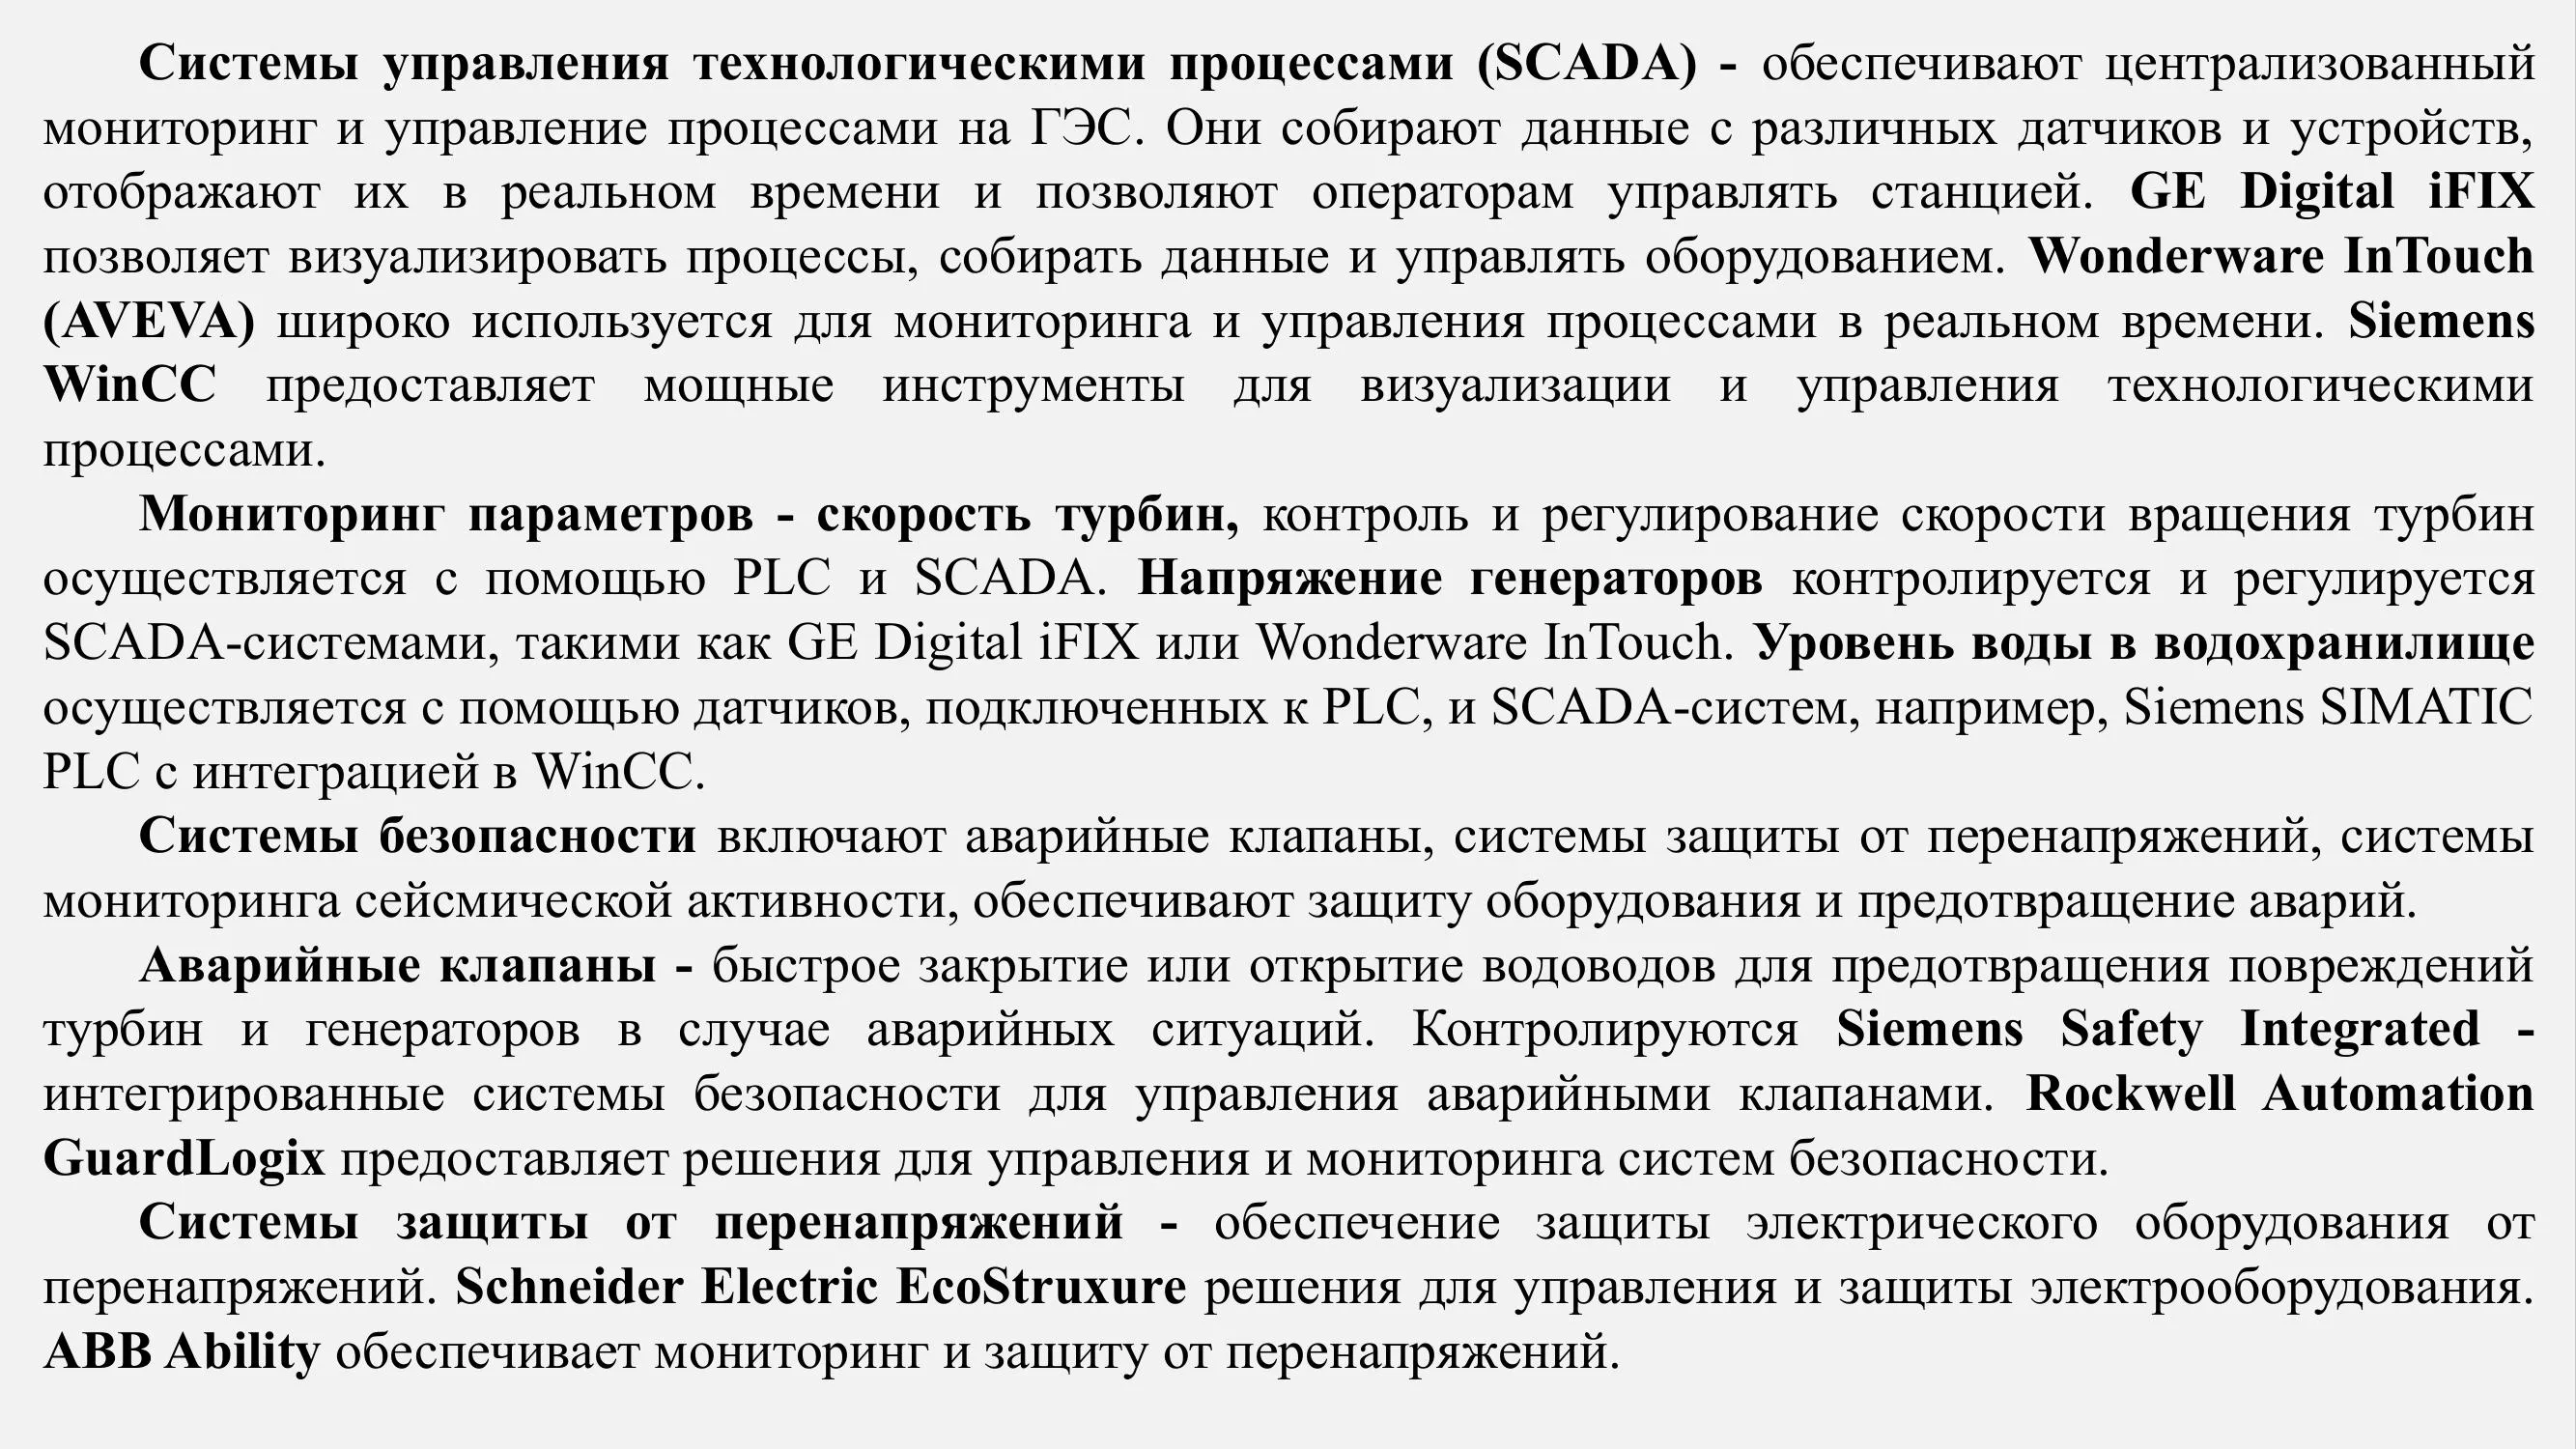 Системы управления технологическими процессами (SCADA) - обеспечивают централизованный
мониторинг и управление процессами на ГЭС. Они собирают данные с различных датчиков и устройств,
отображают их в реальном времени и позволяют операторам управлять станцией. GE Digital iFIX
позволяет визуализировать процессы, собирать данные и управлять оборудованием. Wonderware InTouch
(AVEVA) широко используется для мониторинга и управления процессами в реальном времени. Siemens
WinCC предоставляет мощные инструменты для визуализации и управления технологическими
процессами.
Мониторинг параметров - скорость турбин, контроль и регулирование скорости вращения турбин
осуществляется с помощью PLC и SCADA. Напряжение генераторов контролируется и регулируется
SCADA-системами, такими как GE Digital iFIX или Wonderware InTouch. Уровень воды в водохранилище
осуществляется с помощью датчиков, подключенных к PLC, и SCADA-систем, например, Siemens SIMATIC
PLC с интеграцией в WinCC.
Системы безопасности включают аварийные клапаны, системы защиты от перенапряжений, системы
мониторинга сейсмической активности, обеспечивают защиту оборудования и предотвращение аварий.
Аварийные клапаны - быстрое закрытие или открытие водоводов для предотвращения повреждений
турбин и генераторов в случае аварийных ситуаций. Контролируются Siemens Safety Integrated -
интегрированные системы безопасности для управления аварийными клапанами. Rockwell Automation
GuardLogix предоставляет решения для управления и мониторинга систем безопасности.
Системы защиты от перенапряжений - обеспечение защиты электрического оборудования от
перенапряжений. Schneider Electric EcoStruxure решения для управления и защиты электрооборудования.
ABB Ability обеспечивает мониторинг и защиту от перенапряжений.